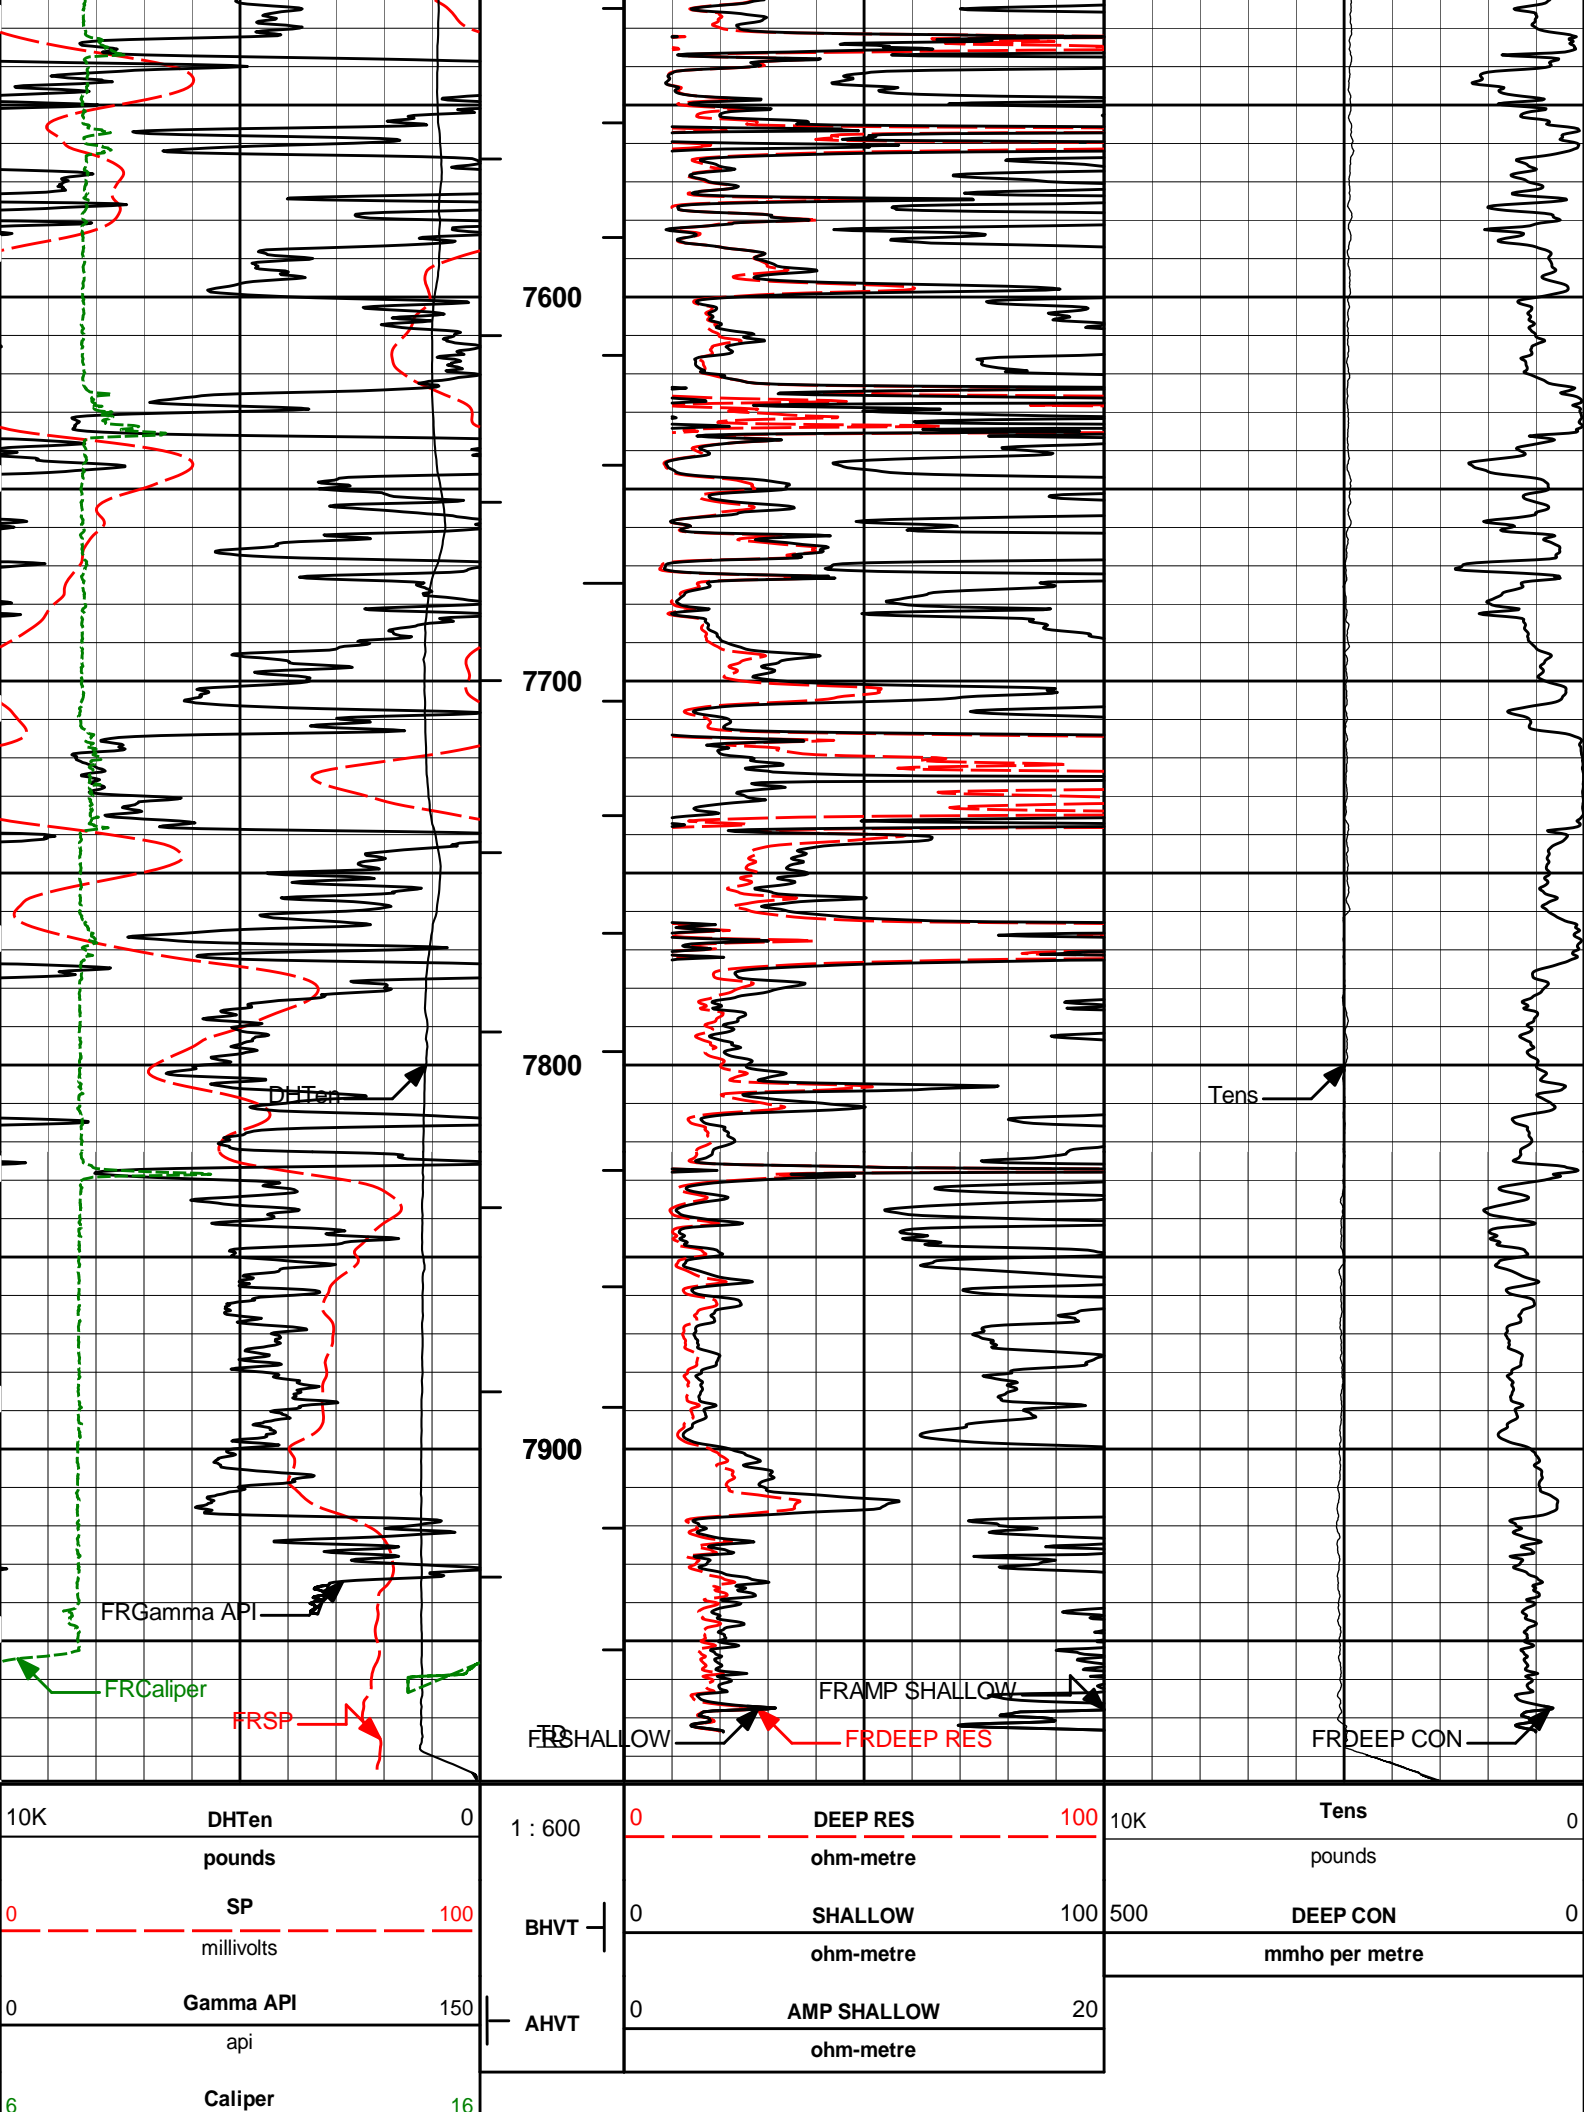 7600
7700
7800
DHTen
Tens
7900
FRGamma API
FRCaliper
FRAMP SHALLOW
FRSP
TD
FRSHALLOW
FRDEEP RES
FRDEEP CON
10K DHTen 0
pounds
0 SP 100
millivolts
0 Gamma API 150
api
6 Caliper 16
1 : 600
BHVT
AHVT
0 DEEP RES 100
ohm-metre
0 SHALLOW 100
ohm-metre
0 AMP SHALLOW 20
ohm-metre
10K Tens 0
pounds
500 DEEP CON 0
mmho per metre